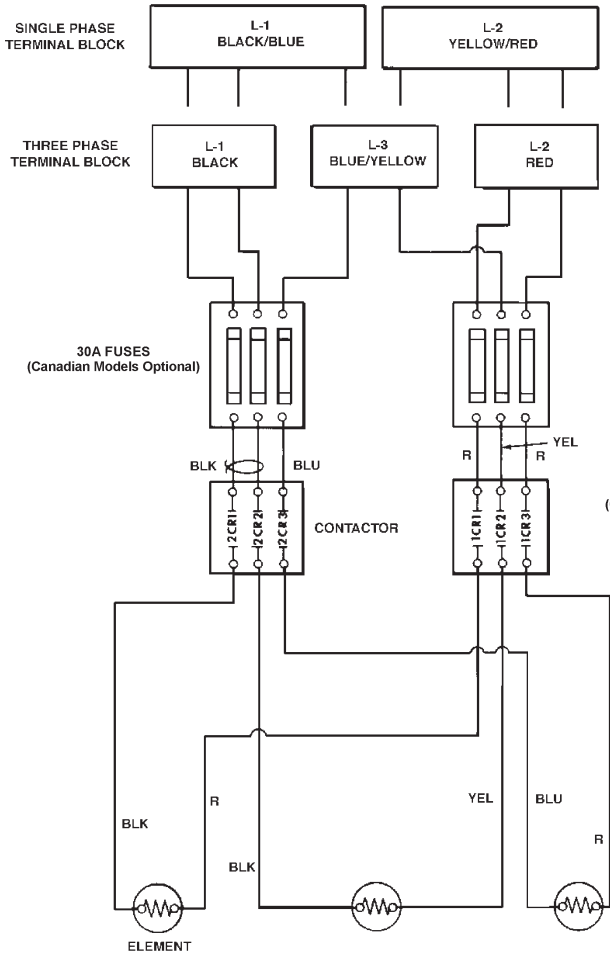 SINGLE PHASE
TERMINAL BLOCK
L-1
BLACK/BLUE
L-2
YELLOW/RED
THREE PHASE
TERMINAL BLOCK
L-1
BLACK
L-3
BLUE/YELLOW
L-2
RED
30A FUSES
(Canadian Models Optional)
BLK
BLU
R
YEL
R
2CR1
2CR2
2CR3
CONTACTOR
1CR1
1CR2
1CR3
(
BLK
R
BLK
YEL
BLU
R
ELEMENT